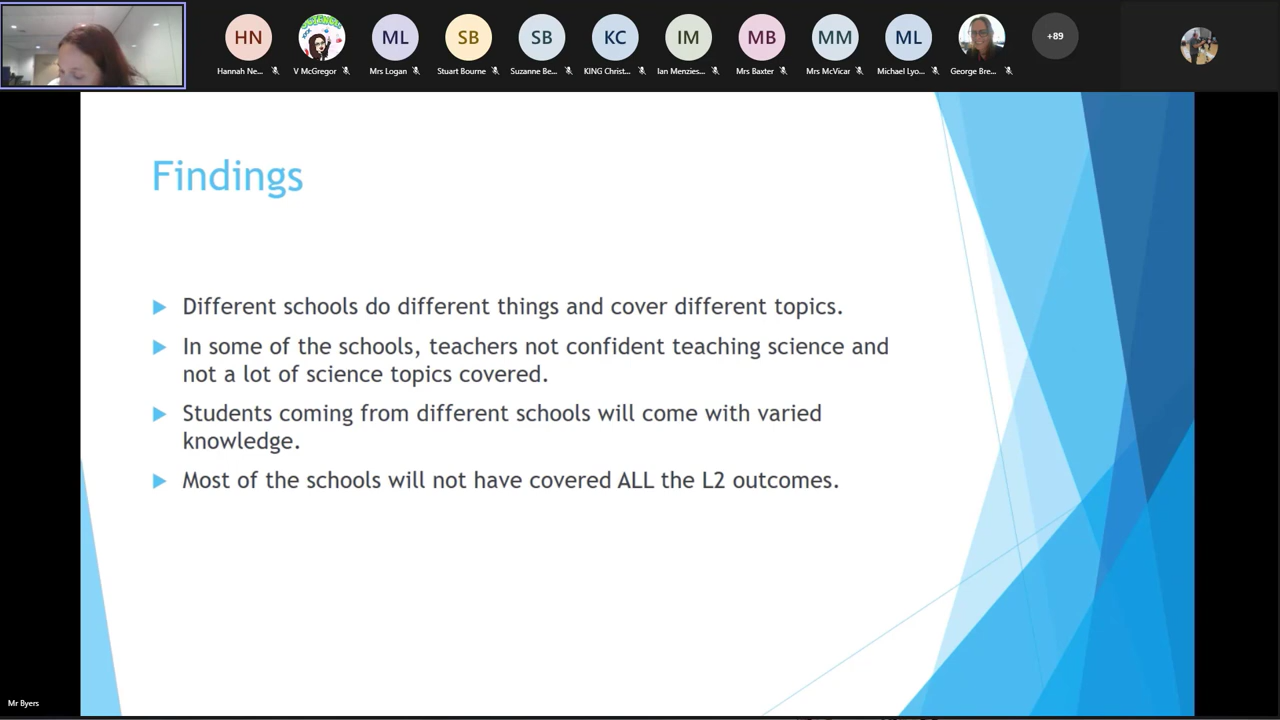 HN
ML
SB
SB
KC
IM
MB
MM
ML
+89
Hannah Ne...
V McGregor
Mrs Logan
Stuart Bourne
Suzanne Be...
KING Christ...
Ian Menzies...
Mrs Baxter
Mrs McVicar
Michael Lyo...
George Bre...
Findings
Different schools do different things and cover different topics.
In some of the schools, teachers not confident teaching science and
not a lot of science topics covered.
Students coming from different schools will come with varied
knowledge.
Most of the schools will not have covered ALL the L2 outcomes.
Mr Byers